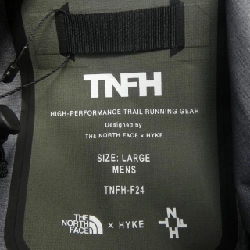 TNFH
HIGH-PERFORMANCE TRAIL RUNNING GEAR
Designed by
THE NORTH FACE x HYKE
SIZE: LARGE
MENS
TNFH-F24
THE
NORTH
FACE
x HYKE
N
N H